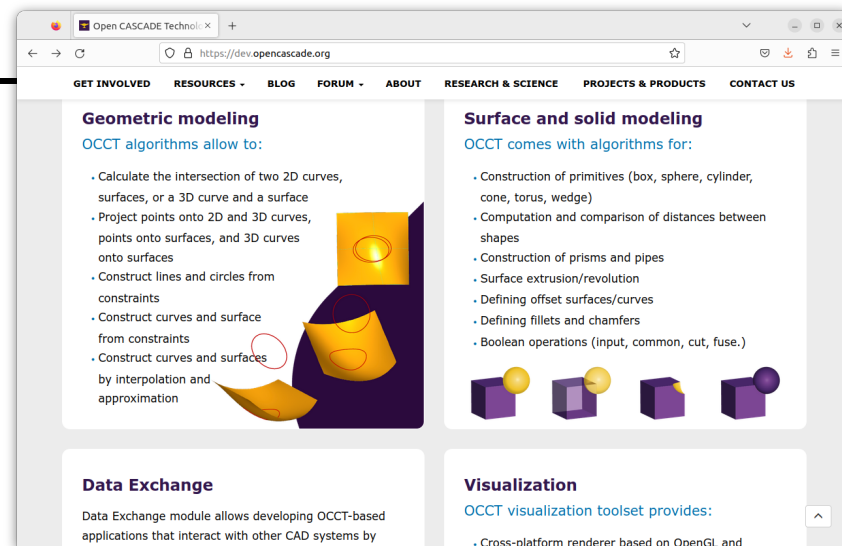 Open CASCADE Technolo
https://dev.opencascade.org
GET INVOLVED RESOURCES BLOG FORUM ABOUT RESEARCH & SCIENCE PROJECTS & PRODUCTS CONTACT US
Geometric modeling
OCCT algorithms allow to:
• Calculate the intersection of two 2D curves,
surfaces, or a 3D curve and a surface
• Project points onto 2D and 3D curves,
points onto surfaces, and 3D curves
onto surfaces
• Construct lines and circles from
constraints
• Construct curves and surface
from constraints
• Construct curves and surfaces
by interpolation and
approximation
Surface and solid modeling
OCCT comes with algorithms for:
• Construction of primitives (box, sphere, cylinder,
cone, torus, wedge)
• Computation and comparison of distances between
shapes
• Construction of prisms and pipes
• Surface extrusion/revolution
• Defining offset surfaces/curves
• Defining fillets and chamfers
• Boolean operations (input, common, cut, fuse.)
Data Exchange
Data Exchange module allows developing OCCT-based
applications that interact with other CAD systems by
Visualization
OCCT visualization toolset provides:
• Cross-platform renderer based on OpenGL and